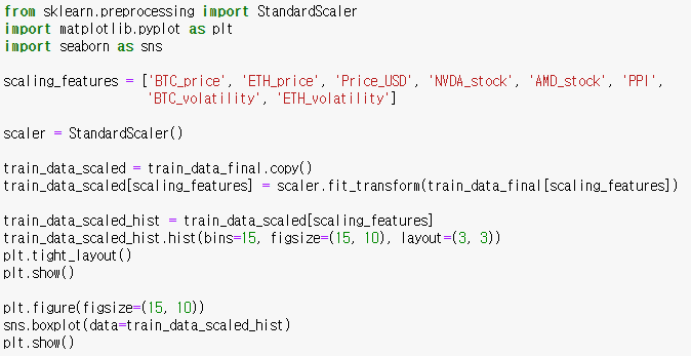 from sklearn.preprocessing import StandardScaler
import matplotlib.pyplot as plt
import seaborn as sns
scaling_features = ['BTC_price', 'ETH_price', 'Price_USD', 'NVDA_stock', 'AMD_stock', 'PPI',
'BTC_volatility', 'ETH_volatility']
scaler = StandardScaler()
train_data_scaled = train_data_final.copy()
train_data_scaled[scaling_features] = scaler.fit_transform(train_data_final[scaling_features])
train_data_scaled_hist = train_data_scaled[scaling_features]
train_data_scaled_hist.hist(bins=15, figsize=(15, 10), layout=(3, 3))
plt.tight_layout()
plt.show()
plt.figure(figsize=(15, 10))
sns.boxplot(data=train_data_scaled_hist)
plt.show()